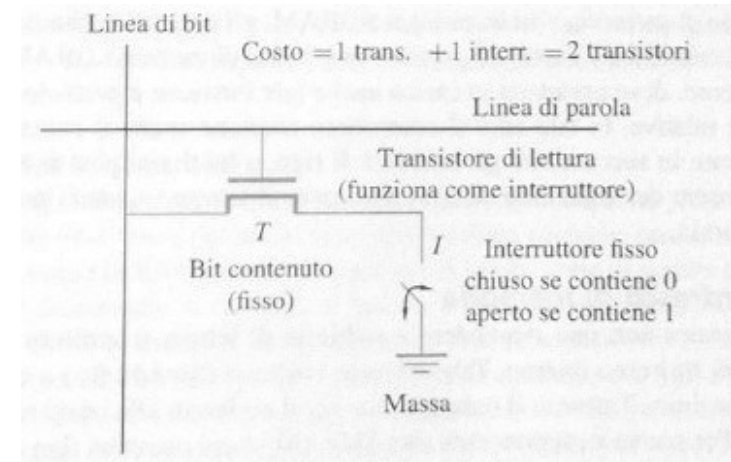 Linea di bit
Costo = 1 trans. + 1 interr. = 2 transistori
Linea di parola
Transistore di lettura
(funziona come interruttore)
T
I
Bit contenuto
(fisso)
Interruttore fisso
chiuso se contiene 0
aperto se contiene 1
Massa